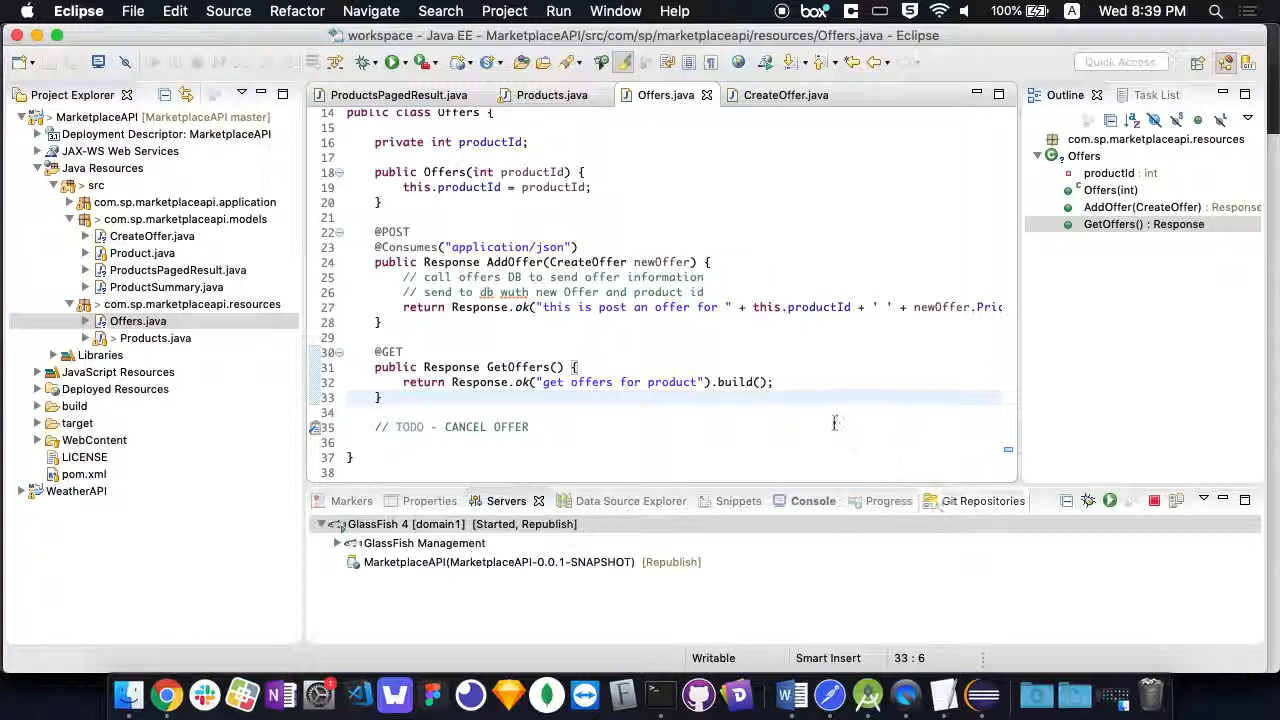 Eclipse File Edit Source Refactor Navigate Search Project Run Window Help box 5 100% A Wed 8:39 PM
workspace - Java EE - MarketplaceAPI/src/com/sp/marketplaceapi/resources/Offers.java - Eclipse
Quick Access
Project Explorer
> MarketplaceAPI [MarketplaceAPI master]
Deployment Descriptor: MarketplaceAPI
JAX-WS Web Services
Java Resources
> src
com.sp.marketplaceapi.application
> com.sp.marketplaceapi.models
CreateOffer.java
Product.java
ProductsPagedResult.java
ProductSummary.java
> com.sp.marketplaceapi.resources
Offers.java
> Products.java
Libraries
JavaScript Resources
Deployed Resources
build
target
WebContent
LICENSE
pom.xml
WeatherAPI
ProductsPagedResult.java Products.java Offers.java CreateOffer.java
14 public class Offers {
15
16 private int productId;
17
18 public Offers(int productId) {
19 this.productId = productId;
20 }
21
22 @POST
23 @Consumes("application/json")
24 public Response AddOffer(CreateOffer newOffer) {
25 // call offers DB to send offer information
26 // send to db wuth new Offer and product id
27 return Response.ok("this is post an offer for " + this.productId + ' ' + newOffer.Pric
28 }
29
30 @GET
31 public Response GetOffers() {
32 return Response.ok("get offers for product").build();
33 }
34
35 // TODO - CANCEL OFFER
36
37 }
38
Outline Task List
com.sp.marketplaceapi.resources
Offers
productId : int
Offers(int)
AddOffer(CreateOffer) : Response
GetOffers() : Response
Markers Properties Servers Data Source Explorer Snippets Console Progress Git Repositories
GlassFish 4 [domain1] [Started, Republish]
GlassFish Management
MarketplaceAPI(MarketplaceAPI-0.0.1-SNAPSHOT) [Republish]
Writable Smart Insert 33 : 6